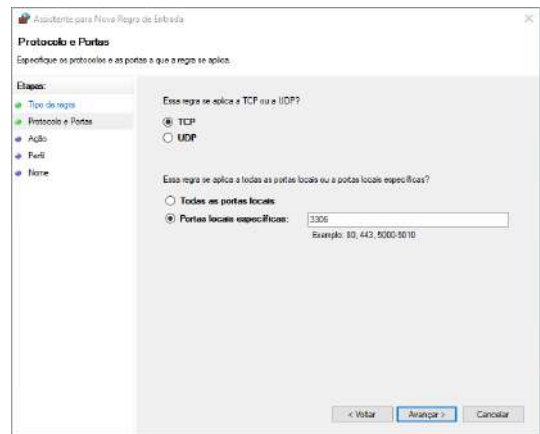 Assistente para Nova Regra de Entrada
Protocolo e Portas
Especifique os protocolos e as portas a que a regra se aplica.
Etapas:
Tipo de regra
Protocolo e Portas
Ação
Perfil
Nome
Essa regra se aplica a TCP ou a UDP?
TCP
UDP
Essa regra se aplica a todas as portas locais ou a portas locais específicas?
Todas as portas locais
Portas locais específicas:
3306
Exemplo: 80, 443, 5000-5010
< Voltar
Avançar >
Cancelar